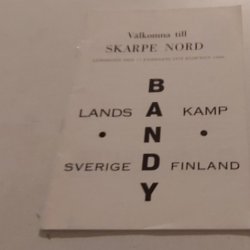 Välkomna till
SKARPE NORD
BANDY
LANDS KAMP
SVERIGE FINLAND